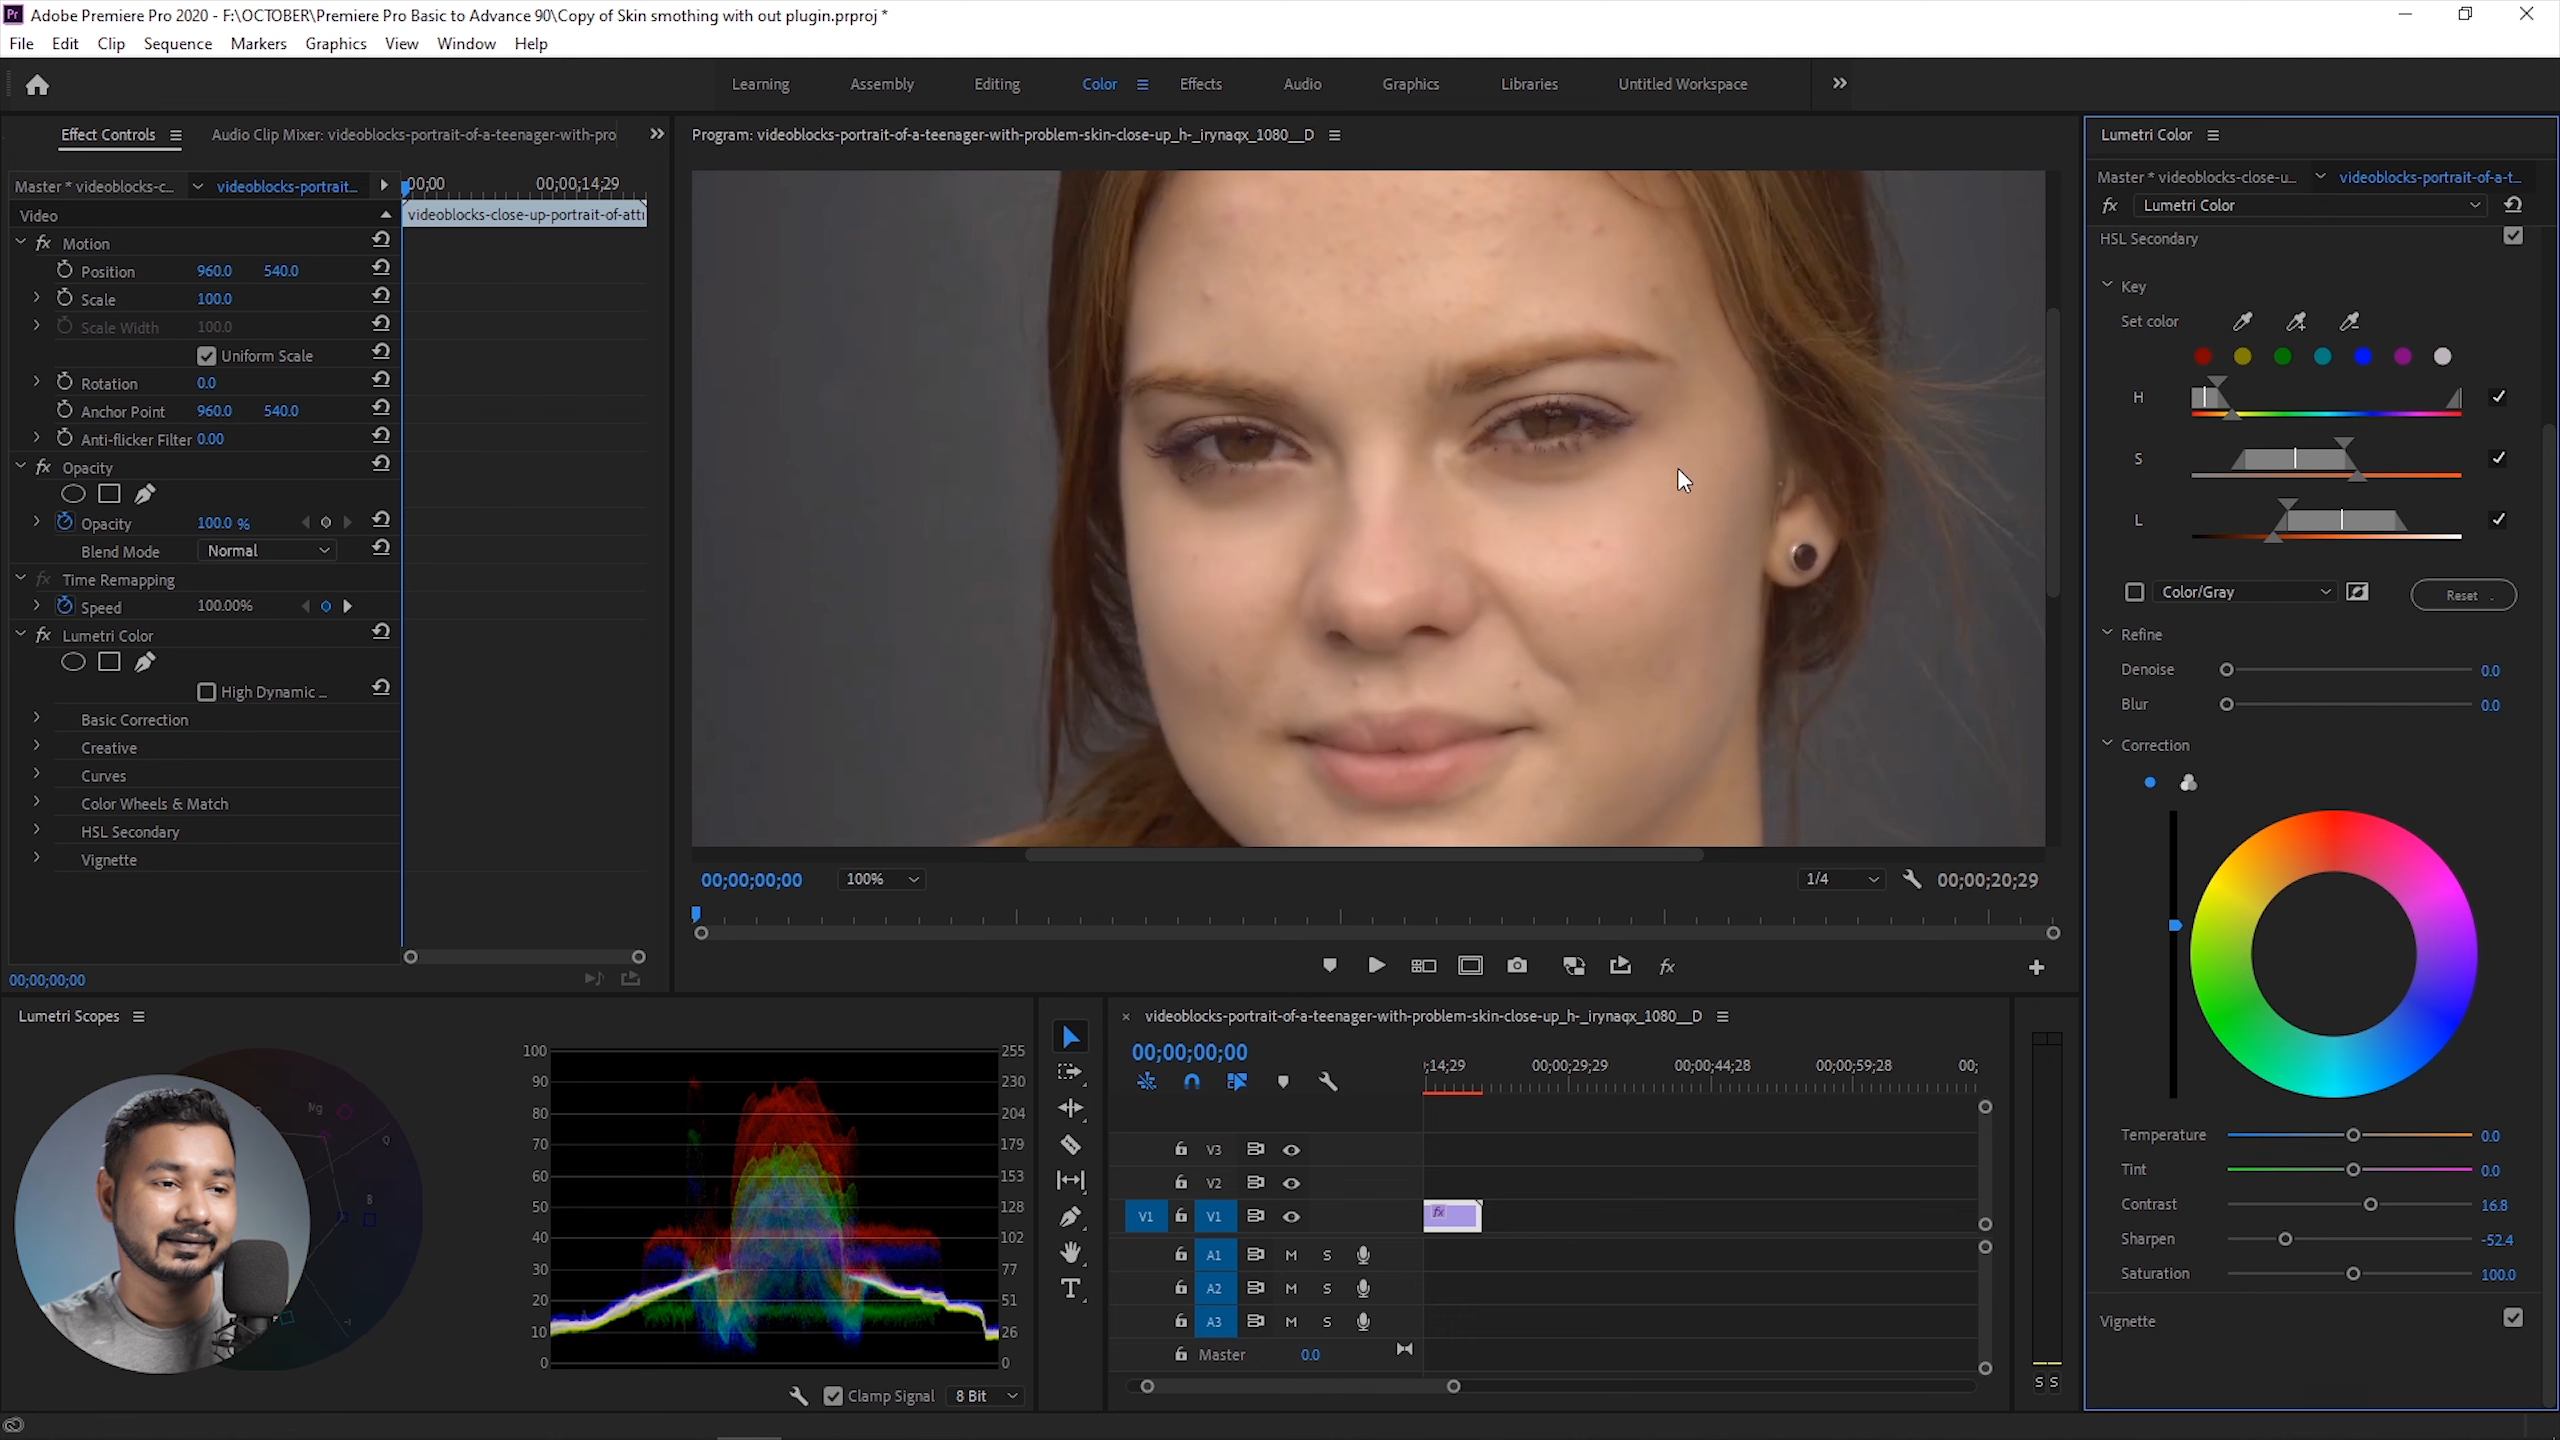 Pr Adobe Premiere Pro 2020 - F:\OCTOBER\Premiere Pro Basic to Advance 90\Copy of Skin smothing with out plugin.prproj *
File Edit Clip Sequence Markers Graphics View Window Help
Learning Assembly Editing Color Effects Audio Graphics Libraries Untitled Workspace
Effect Controls
Audio Clip Mixer: videoblocks-portrait-of-a-teenager-with-pro
Master * videoblocks-c...
videoblocks-portrait...
:00;00
00;00;14;29
Video
videoblocks-close-up-portrait-of-att
fx Motion
Position 960.0 540.0
Scale 100.0
Scale Width 100.0
Uniform Scale
Rotation 0.0
Anchor Point 960.0 540.0
Anti-flicker Filter 0.00
fx Opacity
Opacity 100.0 %
Blend Mode Normal
fx Time Remapping
Speed 100.00%
fx Lumetri Color
High Dynamic ...
Basic Correction
Creative
Curves
Color Wheels & Match
HSL Secondary
Vignette
00;00;00;00
Program: videoblocks-portrait-of-a-teenager-with-problem-skin-close-up_h-_irynaqx_1080__D
00;00;00;00
100%
1/4
00;00;20;29
fx
Lumetri Color
Master * videoblocks-close-u...
videoblocks-portrait-of-a-t...
fx Lumetri Color
HSL Secondary
Key
Set color
H
S
L
Color/Gray
Reset
Refine
Denoise 0.0
Blur 0.0
Correction
Temperature 0.0
Tint 0.0
Contrast 16.8
Sharpen -52.4
Saturation 100.0
Vignette
Lumetri Scopes
Mg
Q
B
-i
100 255
90 230
80 204
70 179
60 153
50 128
40 102
30 77
20 51
10 26
0 0
Clamp Signal 8 Bit
T
videoblocks-portrait-of-a-teenager-with-problem-skin-close-up_h-_irynaqx_1080__D
00;00;00;00
;14;29 00;00;29;29 00;00;44;28 00;00;59;28 00;
V3
V2
V1 V1
fx
A1 M S
A2 M S
A3 M S
Master 0.0
S S